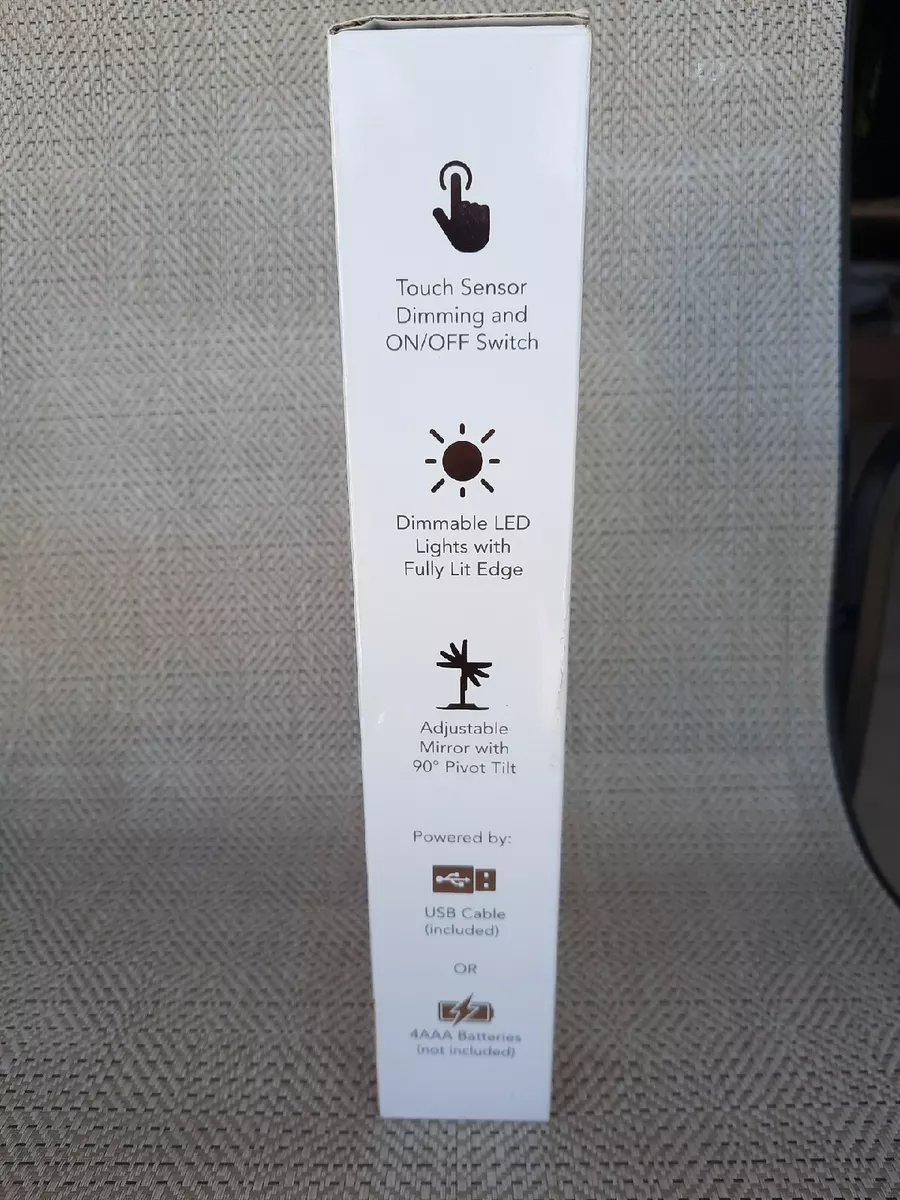 Touch Sensor
Dimming and
ON/OFF Switch
Dimmable LED
Lights with
Fully Lit Edge
Adjustable
Mirror with
90° Pivot Tilt
Powered by:
USB Cable
(included)
OR
4AAA Batteries
(not included)